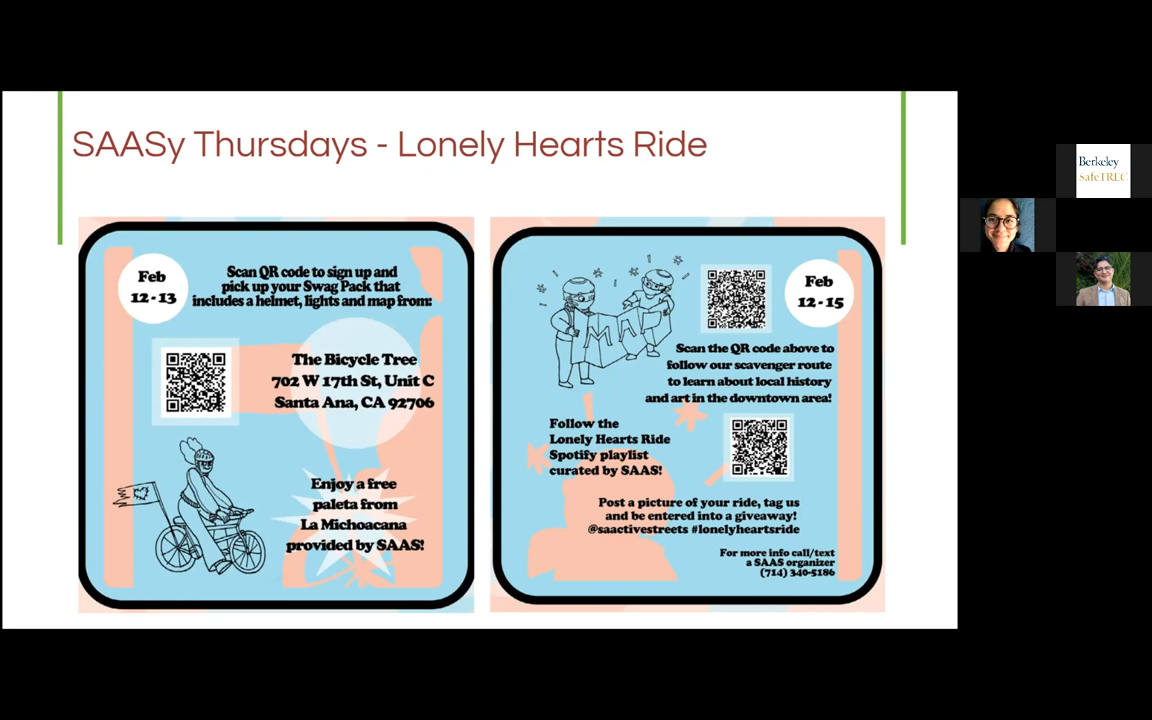 SAASy Thursdays - Lonely Hearts Ride
Feb
12 - 13
Scan QR code to sign up and
pick up your Swag Pack that
includes a helmet, lights and map from:
The Bicycle Tree
702 W 17th St, Unit C
Santa Ana, CA 92706
Enjoy a free
paleta from
La Michoacana
provided by SAAS!
MAP
Feb
12 - 15
Scan the QR code above to
follow our scavenger route
to learn about local history
and art in the downtown area!
Follow the
Lonely Hearts Ride
Spotify playlist
curated by SAAS!
Post a picture of your ride, tag us
and be entered into a giveaway!
@saactivestreets #lonelyheartsride
For more info call/text
a SAAS organizer
(714) 340-5186
Berkeley
SafeTREC